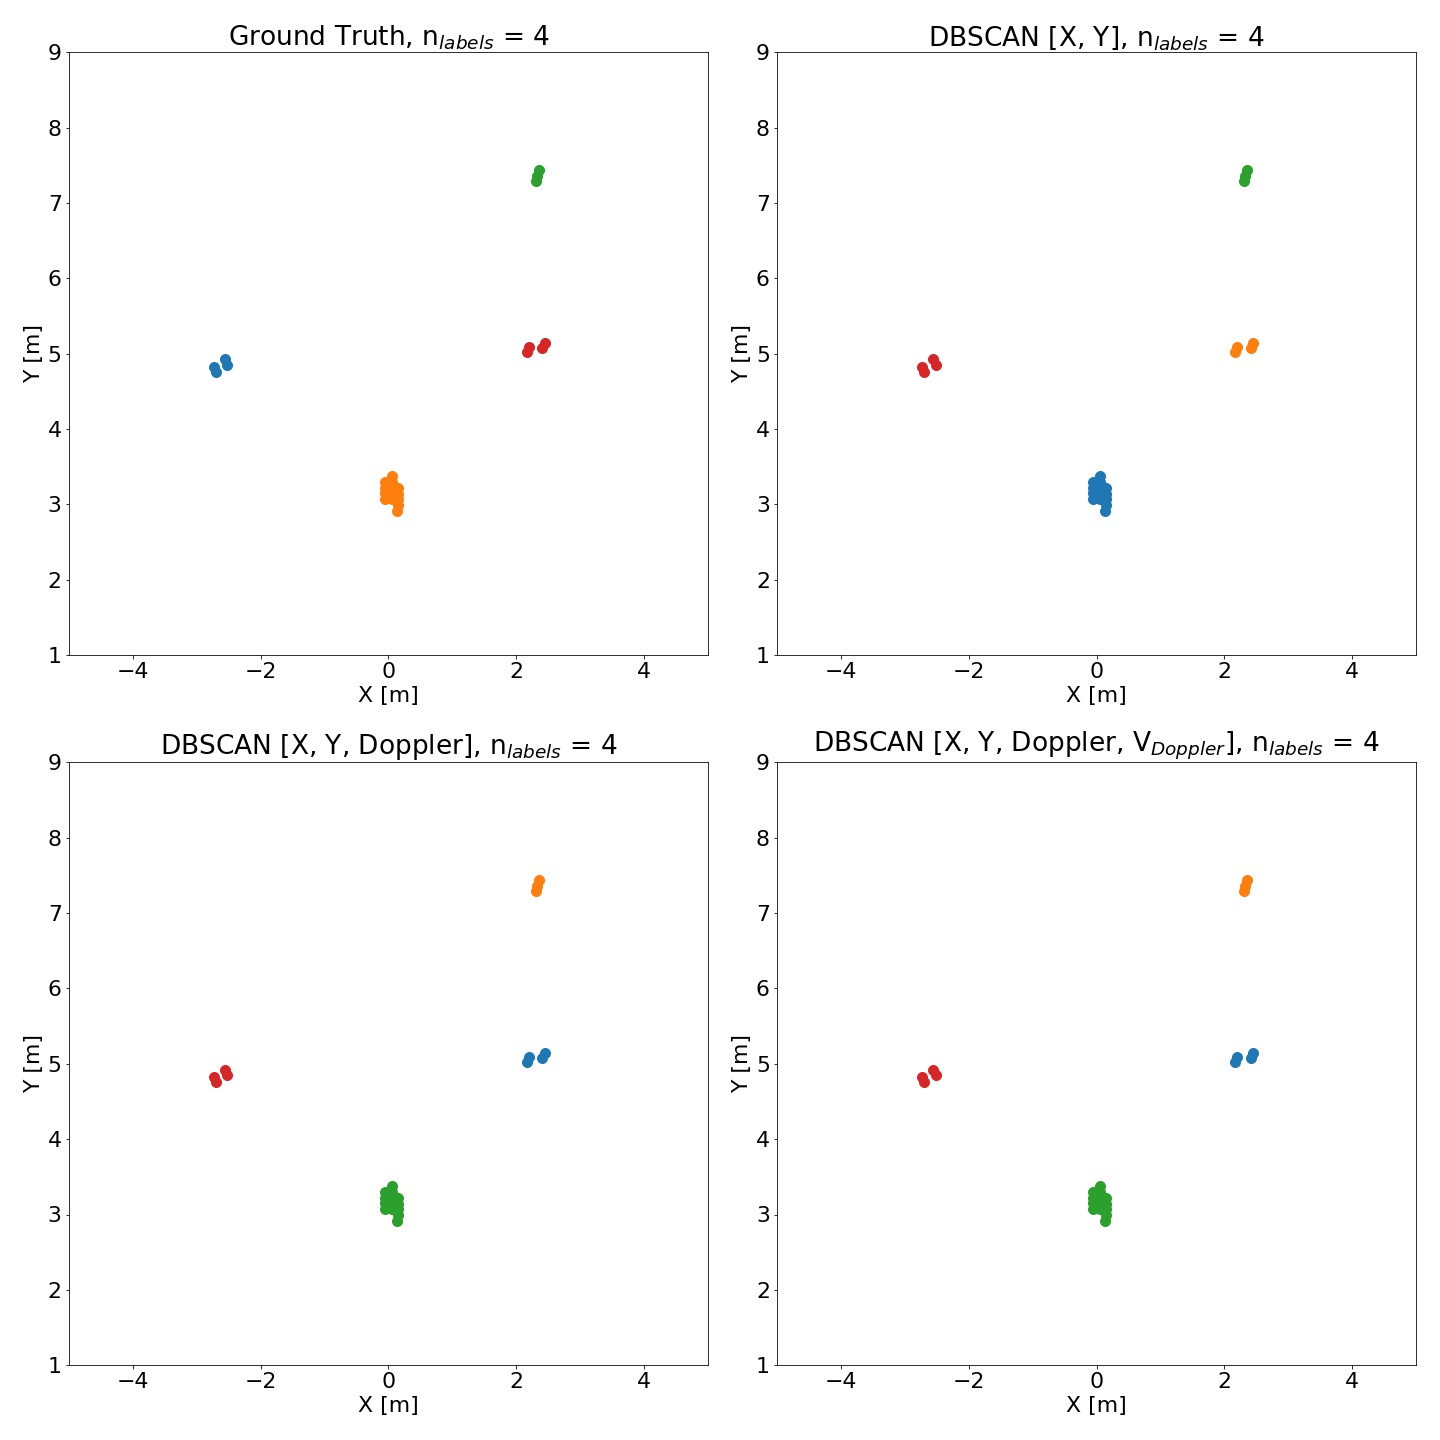 Ground Truth, n_labels = 4
9
8
7
6
5
4
3
2
1
Y [m]
−4 −2 0 2 4
X [m]
DBSCAN [X, Y], n_labels = 4
9
8
7
6
5
4
3
2
1
Y [m]
−4 −2 0 2 4
X [m]
DBSCAN [X, Y, Doppler], n_labels = 4
9
8
7
6
5
4
3
2
1
Y [m]
−4 −2 0 2 4
X [m]
DBSCAN [X, Y, Doppler, V_Doppler], n_labels = 4
9
8
7
6
5
4
3
2
1
Y [m]
−4 −2 0 2 4
X [m]